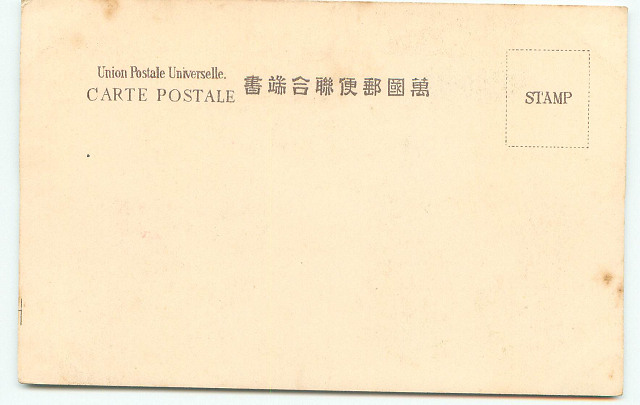 Union Postale Universelle.
CARTE POSTALE
萬國郵便聯合端書
STAMP